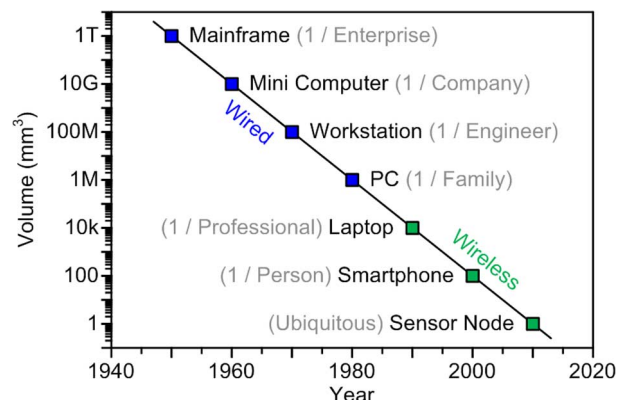 1T
Mainframe (1 / Enterprise)
10G
Mini Computer (1 / Company)
Wired
100M
Workstation (1 / Engineer)
1M
PC (1 / Family)
10k
(1 / Professional) Laptop
Wireless
100
(1 / Person) Smartphone
1
(Ubiquitous) Sensor Node
Volume (mm³)
1940 1960 1980 2000 2020
Year